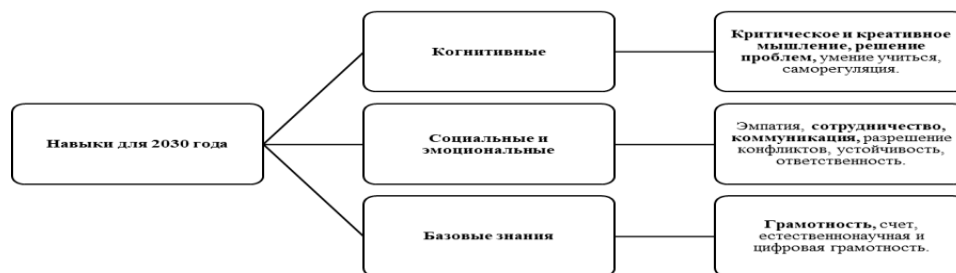 Навыки для 2030 года
Когнитивные
Критическое и креативное
мышление, решение
проблем, умение учиться,
саморегуляция.
Социальные и
эмоциональные
Эмпатия, сотрудничество,
коммуникация, разрешение
конфликтов, устойчивость,
ответственность.
Базовые знания
Грамотность, счет,
естественнонаучная и
цифровая грамотность.